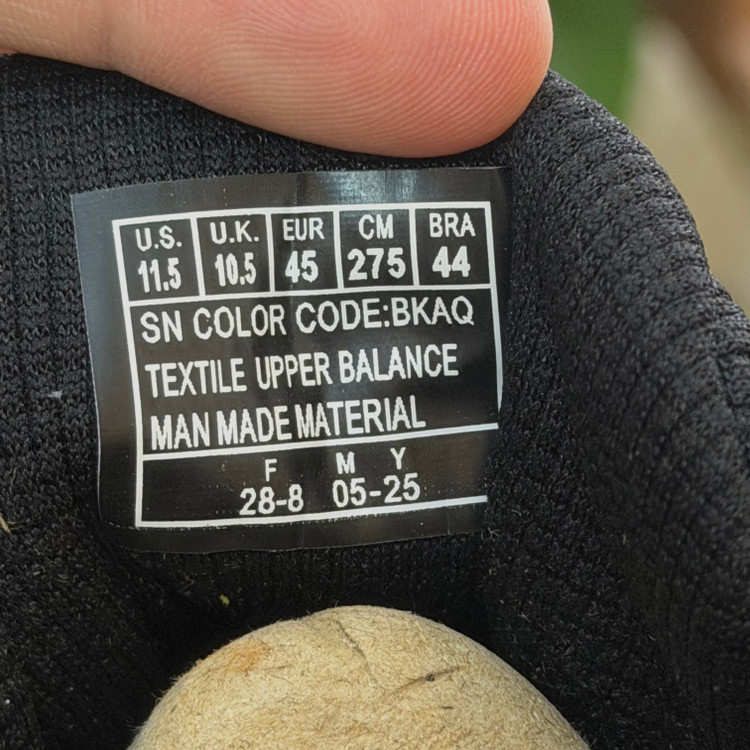 U.S. U.K. EUR CM BRA
11.5 10.5 45 275 44
SN COLOR CODE:BKAQ
TEXTILE UPPER BALANCE
MAN MADE MATERIAL
F M Y
28-8 05-25